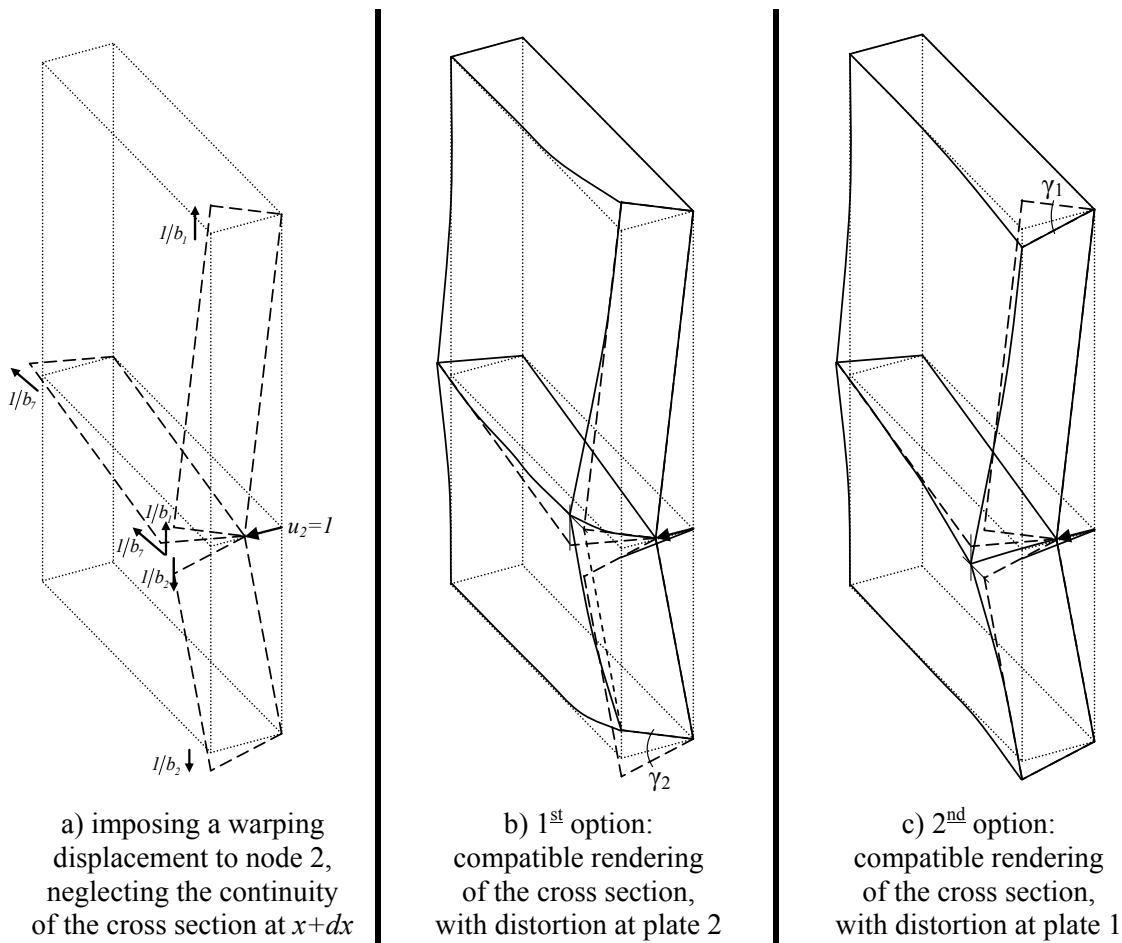 1/b₁
1/b₇
1/b₁
u₂=1
1/b₇
1/b₂
1/b₂
a) imposing a warping
displacement to node 2,
neglecting the continuity
of the cross section at x+dx
γ₂
b) 1st option:
compatible rendering
of the cross section,
with distortion at plate 2
γ₁
c) 2nd option:
compatible rendering
of the cross section,
with distortion at plate 1